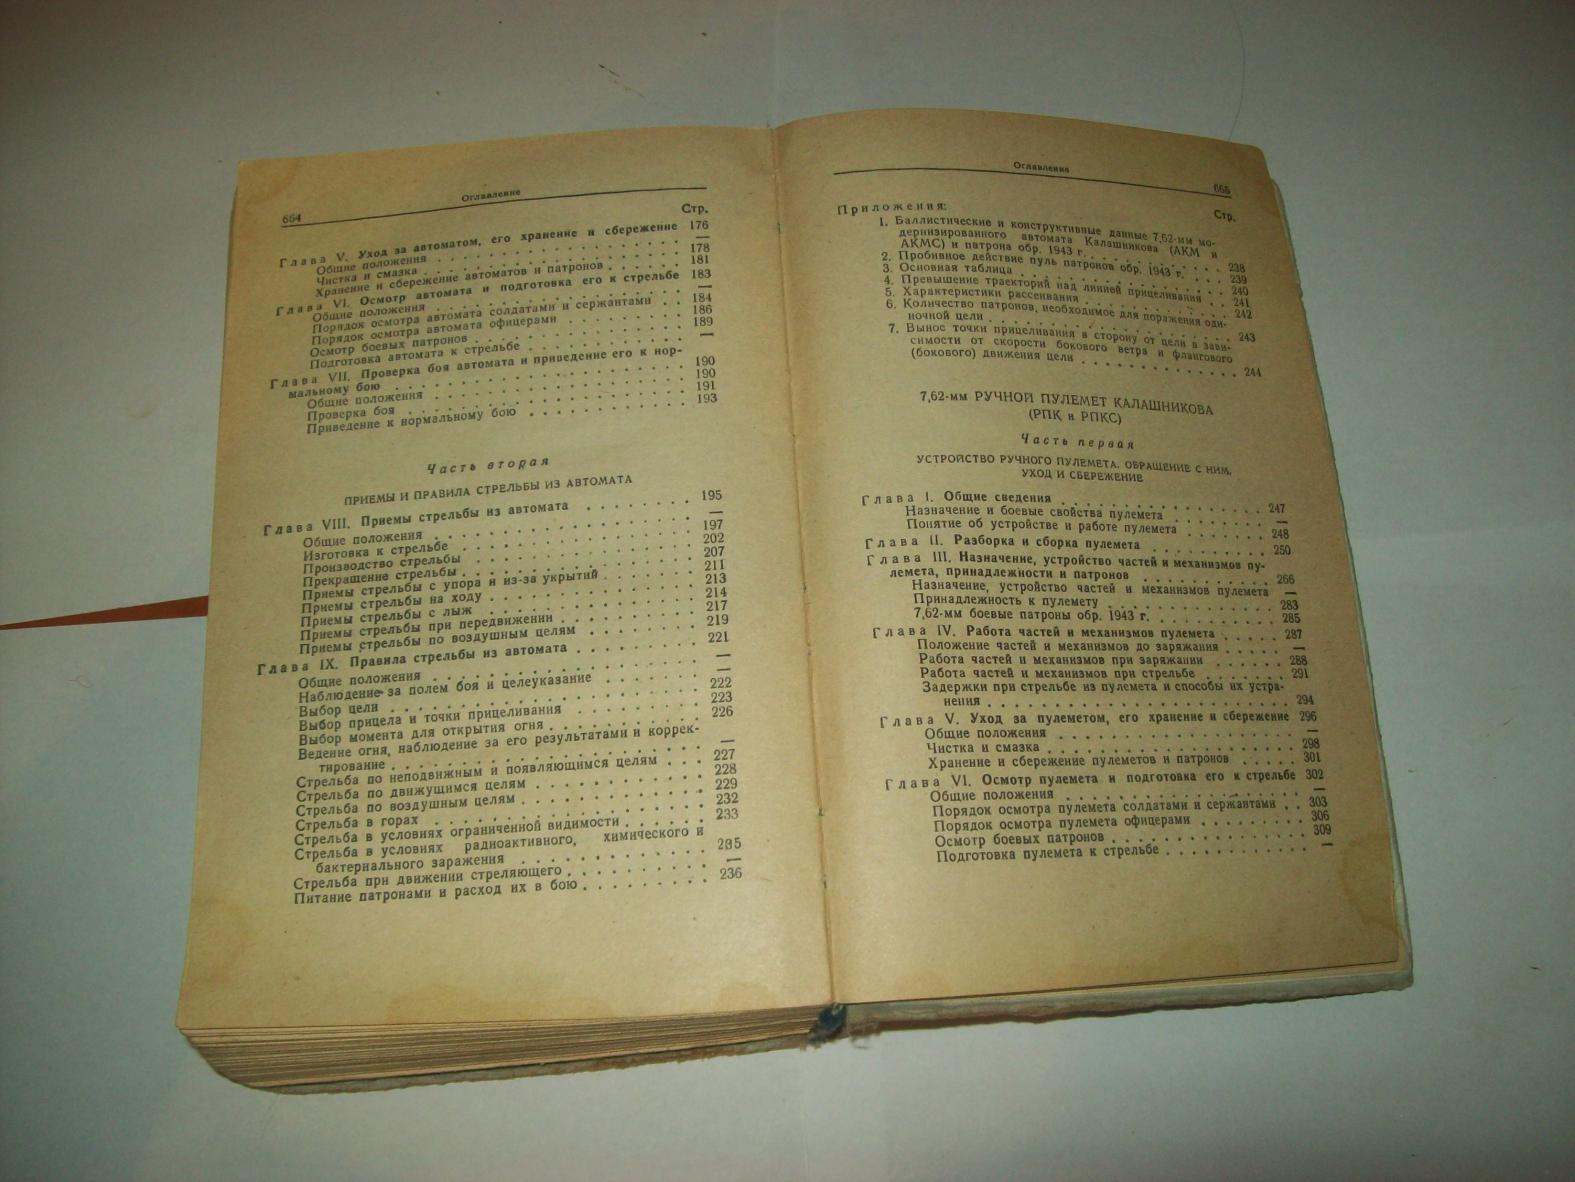 664
Оглавление
Стр.
Глава V. Уход за автоматом, его хранение и сбережение 176
Общие положения . . . . . . . . . . . . . —
Чистка и смазка . . . . . . . . . . . . . 178
Хранение и сбережение автоматов и патронов . . . . . . 181
Глава VI. Осмотр автомата и подготовка его к стрельбе 183
Общие положения . . . . . . . . . . . . . —
Порядок осмотра автомата солдатами и сержантами . . 184
Порядок осмотра автомата офицерами . . . . . . . . 186
Осмотр боевых патронов . . . . . . . . . . . 189
Подготовка автомата к стрельбе . . . . . . . . . —
Глава VII. Проверка боя автомата и приведение его к нор-
мальному бою . . . . . . . . . . . . . . 190
Общие положения . . . . . . . . . . . . . 190
Проверка боя . . . . . . . . . . . . . . 191
Приведение к нормальному бою . . . . . . . . . 193
Часть вторая
ПРИЕМЫ И ПРАВИЛА СТРЕЛЬБЫ ИЗ АВТОМАТА
Глава VIII. Приемы стрельбы из автомата . . . . . . . 195
Общие положения . . . . . . . . . . . . . —
Изготовка к стрельбе . . . . . . . . . . . . 197
Производство стрельбы . . . . . . . . . . . 202
Прекращение стрельбы . . . . . . . . . . . . 207
Приемы стрельбы с упора и из-за укрытий . . . . . . 211
Приемы стрельбы на ходу . . . . . . . . . . . 213
Приемы стрельбы с лыж . . . . . . . . . . . 214
Приемы стрельбы при передвижении . . . . . . . . 217
Приемы стрельбы по воздушным целям . . . . . . . 219
Глава IX. Правила стрельбы из автомата . . . . . . . 221
Общие положения . . . . . . . . . . . . . —
Наблюдение за полем боя и целеуказание . . . . . . —
Выбор цели . . . . . . . . . . . . . . . 222
Выбор прицела и точки прицеливания . . . . . . . 223
Выбор момента для открытия огня . . . . . . . . 226
Ведение огня, наблюдение за его результатами и коррек-
тирование . . . . . . . . . . . . . . . —
Стрельба по неподвижным и появляющимся целям . . . 227
Стрельба по движущимся целям . . . . . . . . . 228
Стрельба по воздушным целям . . . . . . . . . 229
Стрельба в горах . . . . . . . . . . . . . 232
Стрельба в условиях ограниченной видимости . . . . . 233
Стрельба в условиях радиоактивного, химического и
бактериального заражения . . . . . . . . . . 235
Стрельба при движении стреляющего . . . . . . . . —
Питание патронами и расход их в бою . . . . . . . 236
Оглавление
665
Стр.
Приложения:
1. Баллистические и конструктивные данные 7,62-мм мо-
дернизированного автомата Калашникова (АКМ и
АКМС) и патрона обр. 1943 г. . . . . . . . . 238
2. Пробивное действие пуль патронов обр. 1943 г. . . . 239
3. Основная таблица . . . . . . . . . . . . 240
4. Превышение траекторий над линией прицеливания . . 241
5. Характеристики рассеивания . . . . . . . . . 242
6. Количество патронов, необходимое для поражения оди-
ночной цели . . . . . . . . . . . . . . 243
7. Вынос точки прицеливания в сторону от цели в зави-
симости от скорости бокового ветра и флангового
(бокового) движения цели . . . . . . . . . . 244
7,62-мм РУЧНОЙ ПУЛЕМЕТ КАЛАШНИКОВА
(РПК и РПКС)
Часть первая
УСТРОЙСТВО РУЧНОГО ПУЛЕМЕТА. ОБРАЩЕНИЕ С НИМ,
УХОД И СБЕРЕЖЕНИЕ
Глава I. Общие сведения . . . . . . . . . . . . 247
Назначение и боевые свойства пулемета . . . . . . —
Понятие об устройстве и работе пулемета . . . . . . 248
Глава II. Разборка и сборка пулемета . . . . . . . . 250
Глава III. Назначение, устройство частей и механизмов пу-
лемета, принадлежности и патронов . . . . . . . 266
Назначение, устройство частей и механизмов пулемета —
Принадлежность к пулемету . . . . . . . . . . 283
7,62-мм боевые патроны обр. 1943 г. . . . . . . . 285
Глава IV. Работа частей и механизмов пулемета . . . . . 287
Положение частей и механизмов до заряжания . . . . —
Работа частей и механизмов при заряжании . . . . . 288
Работа частей и механизмов при стрельбе . . . . . . 291
Задержки при стрельбе из пулемета и способы их устра-
нения . . . . . . . . . . . . . . . . 294
Глава V. Уход за пулеметом, его хранение и сбережение 296
Общие положения . . . . . . . . . . . . . —
Чистка и смазка . . . . . . . . . . . . . 298
Хранение и сбережение пулеметов и патронов . . . . . 301
Глава VI. Осмотр пулемета и подготовка его к стрельбе 302
Общие положения . . . . . . . . . . . . . —
Порядок осмотра пулемета солдатами и сержантами . . 303
Порядок осмотра пулемета офицерами . . . . . . . 306
Осмотр боевых патронов . . . . . . . . . . . 309
Подготовка пулемета к стрельбе . . . . . . . . . —